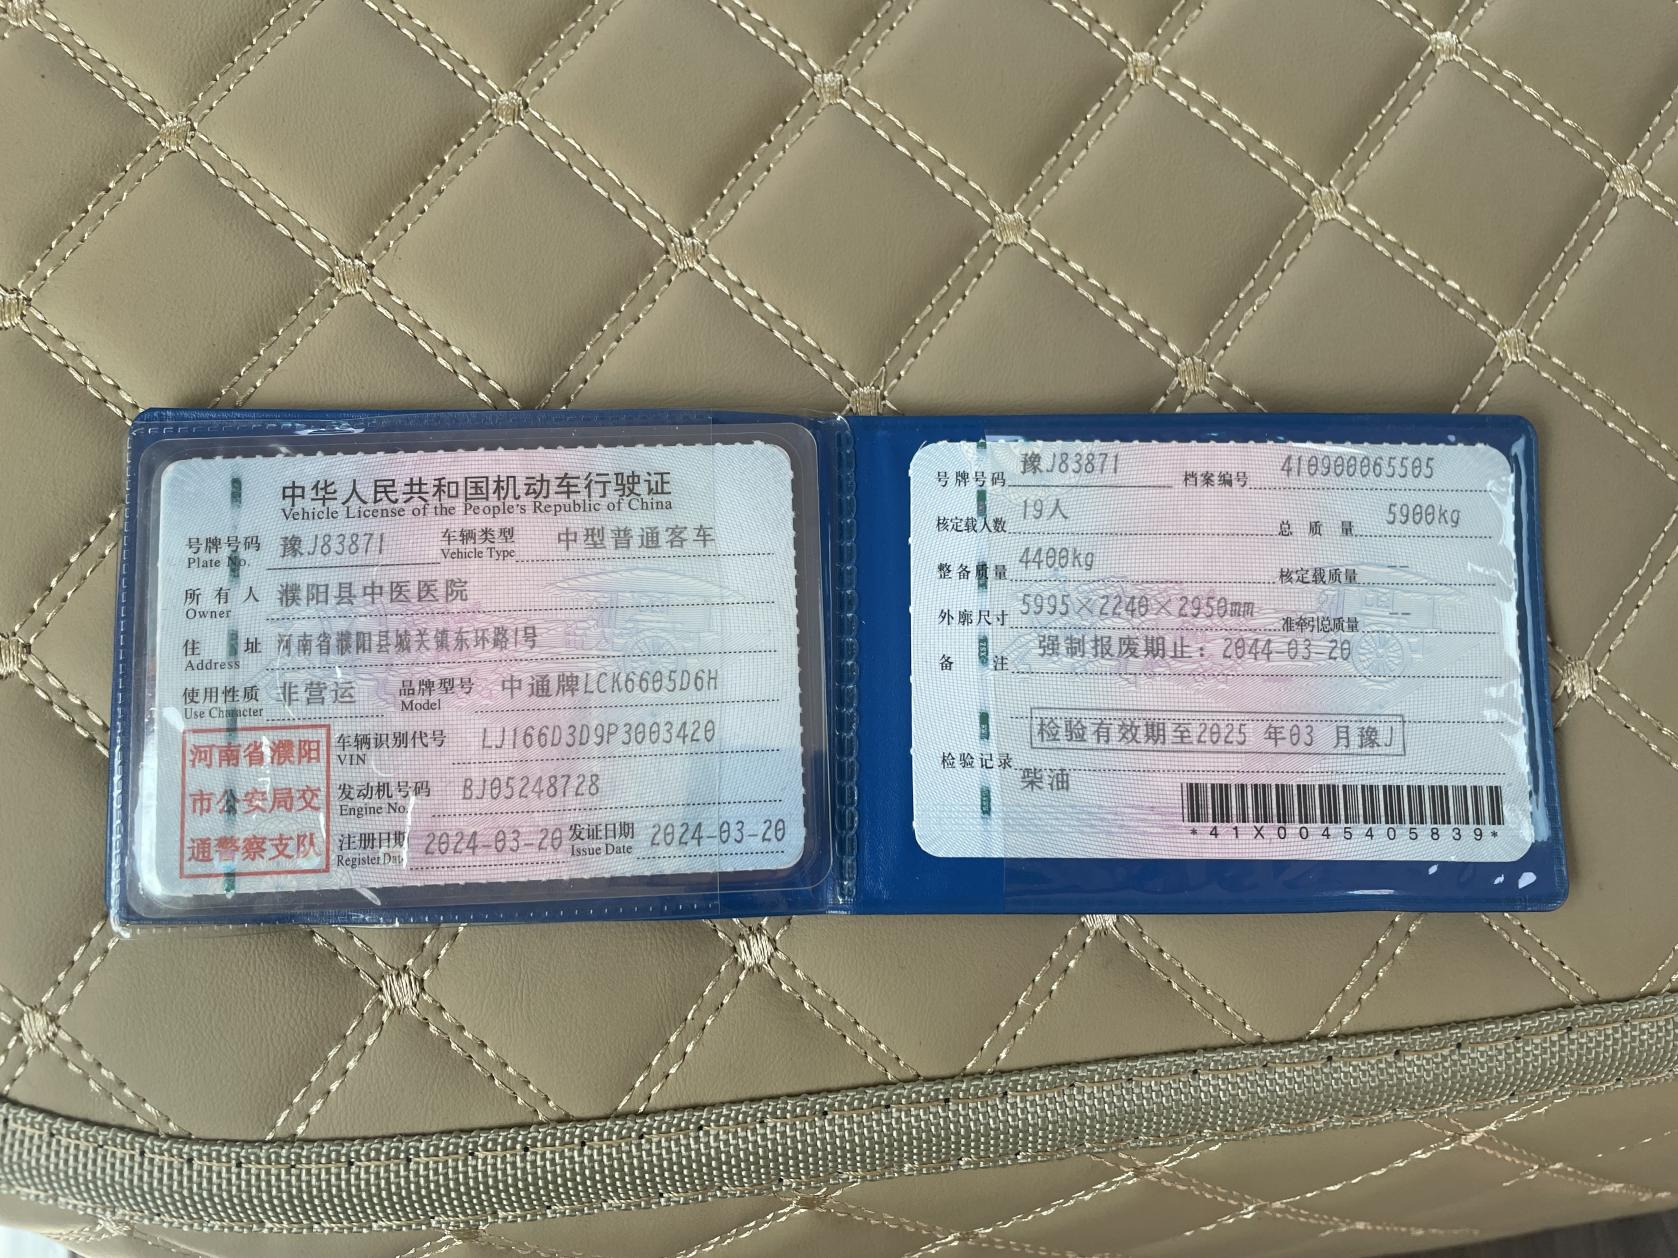 中华人民共和国机动车行驶证
Vehicle License of the People's Republic of China
号牌号码 豫J83871 车辆类型 中型普通客车
Plate No. Vehicle Type
所有人 濮阳县中医医院
Owner
住址 河南省濮阳县城关镇东环路1号
Address
使用性质 非营运 品牌型号 中通牌LCK6605D6H
Use Character Model
河南省濮阳
市公安局交
通警察支队
车辆识别代号 LJ166D3D9P3003420
VIN
发动机号码 BJ05248728
Engine No.
注册日期 2024-03-20 发证日期 2024-03-20
Register Date Issue Date
号牌号码 豫J83871 档案编号 410900065505
核定载人数 19人 总质量 5900kg
整备质量 4400kg 核定载质量 --
外廓尺寸 5995×2240×2950mm 准牵引总质量 --
备注 强制报废期止：2044-03-20
检验有效期至2025 年03 月豫J
检验记录
柴油
*41X0045405839*